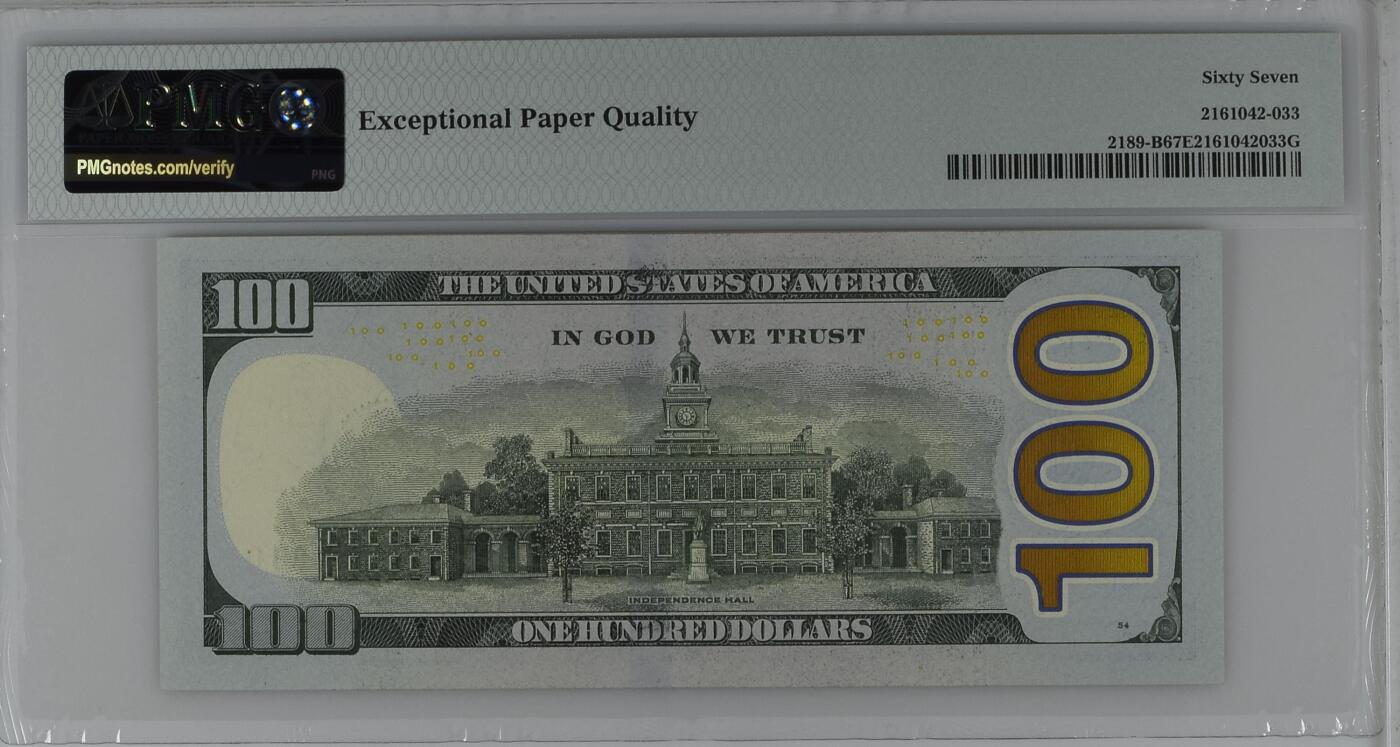 PMG
PMGnotes.com/verify
PNG
Exceptional Paper Quality
Sixty Seven
2161042-033
2189-B67E2161042033G
100
THE UNITED STATES OF AMERICA
IN GOD WE TRUST
100
INDEPENDENCE HALL
54
100
ONE HUNDRED DOLLARS